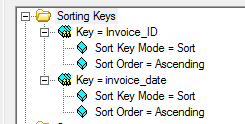 Sorting Keys
Key = Invoice_ID
Sort Key Mode = Sort
Sort Order = Ascending
Key = invoice_date
Sort Key Mode = Sort
Sort Order = Ascending